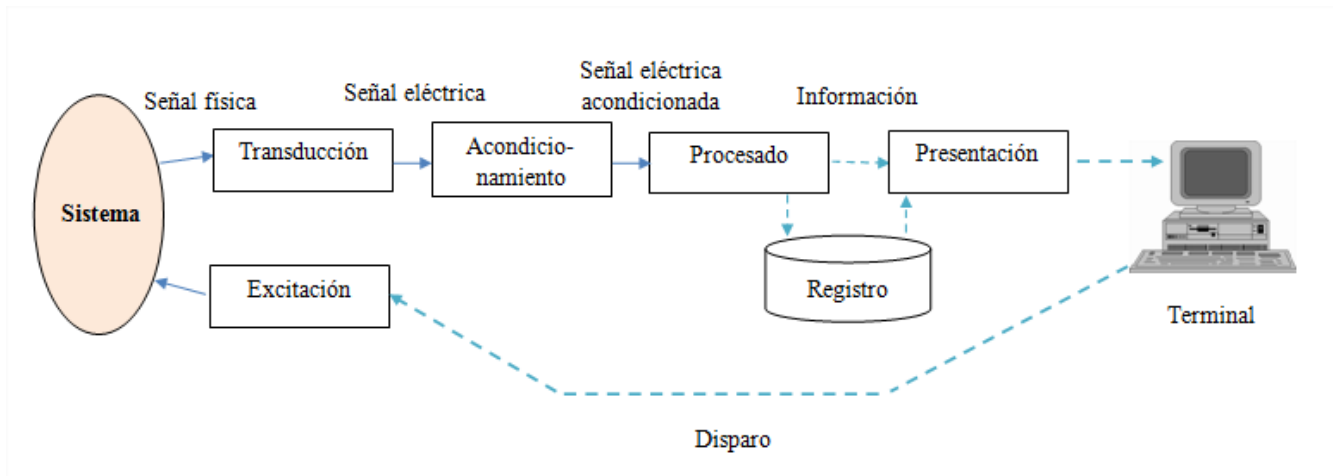 Señal física
Señal eléctrica
Señal eléctrica
acondicionada
Información
Transducción
Acondicio-
namiento
Procesado
Presentación
Sistema
Excitación
Registro
Terminal
Disparo